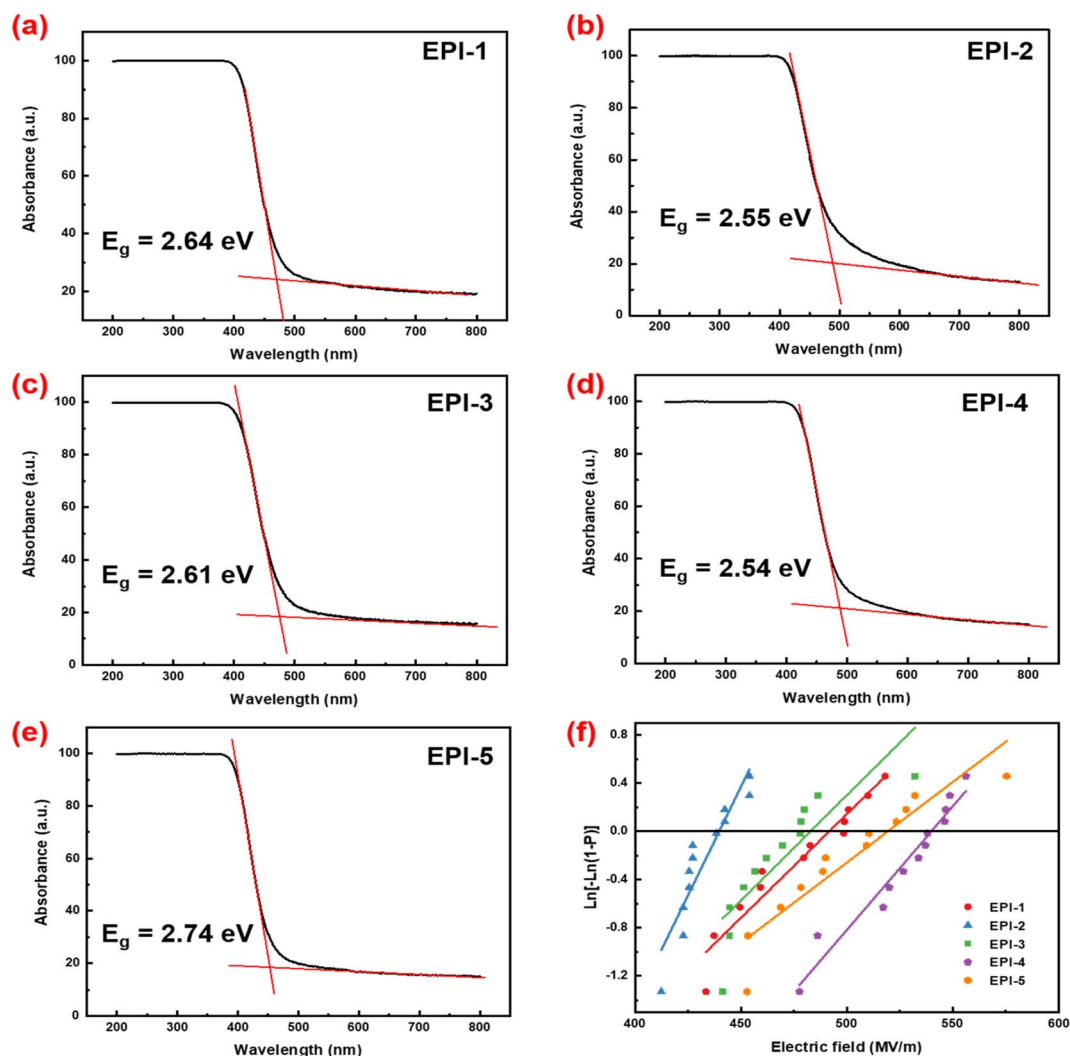 (a)
EPI-1
100
80
60
40
20
Absorbance (a.u.)
E_g = 2.64 eV
200 300 400 500 600 700 800
Wavelength (nm)
(b)
EPI-2
100
80
60
40
20
0
Absorbance (a.u.)
E_g = 2.55 eV
200 300 400 500 600 700 800
Wavelength (nm)
(c)
EPI-3
100
80
60
40
20
0
Absorbance (a.u.)
E_g = 2.61 eV
200 300 400 500 600 700 800
Wavelength (nm)
(d)
EPI-4
100
80
60
40
20
0
Absorbance (a.u.)
E_g = 2.54 eV
200 300 400 500 600 700 800
Wavelength (nm)
(e)
EPI-5
100
80
60
40
20
0
Absorbance (a.u.)
E_g = 2.74 eV
200 300 400 500 600 700 800
Wavelength (nm)
(f)
0.8
0.4
0.0
-0.4
-0.8
-1.2
Ln[-Ln(1-P)]
EPI-1
EPI-2
EPI-3
EPI-4
EPI-5
400 450 500 550 600
Electric field (MV/m)